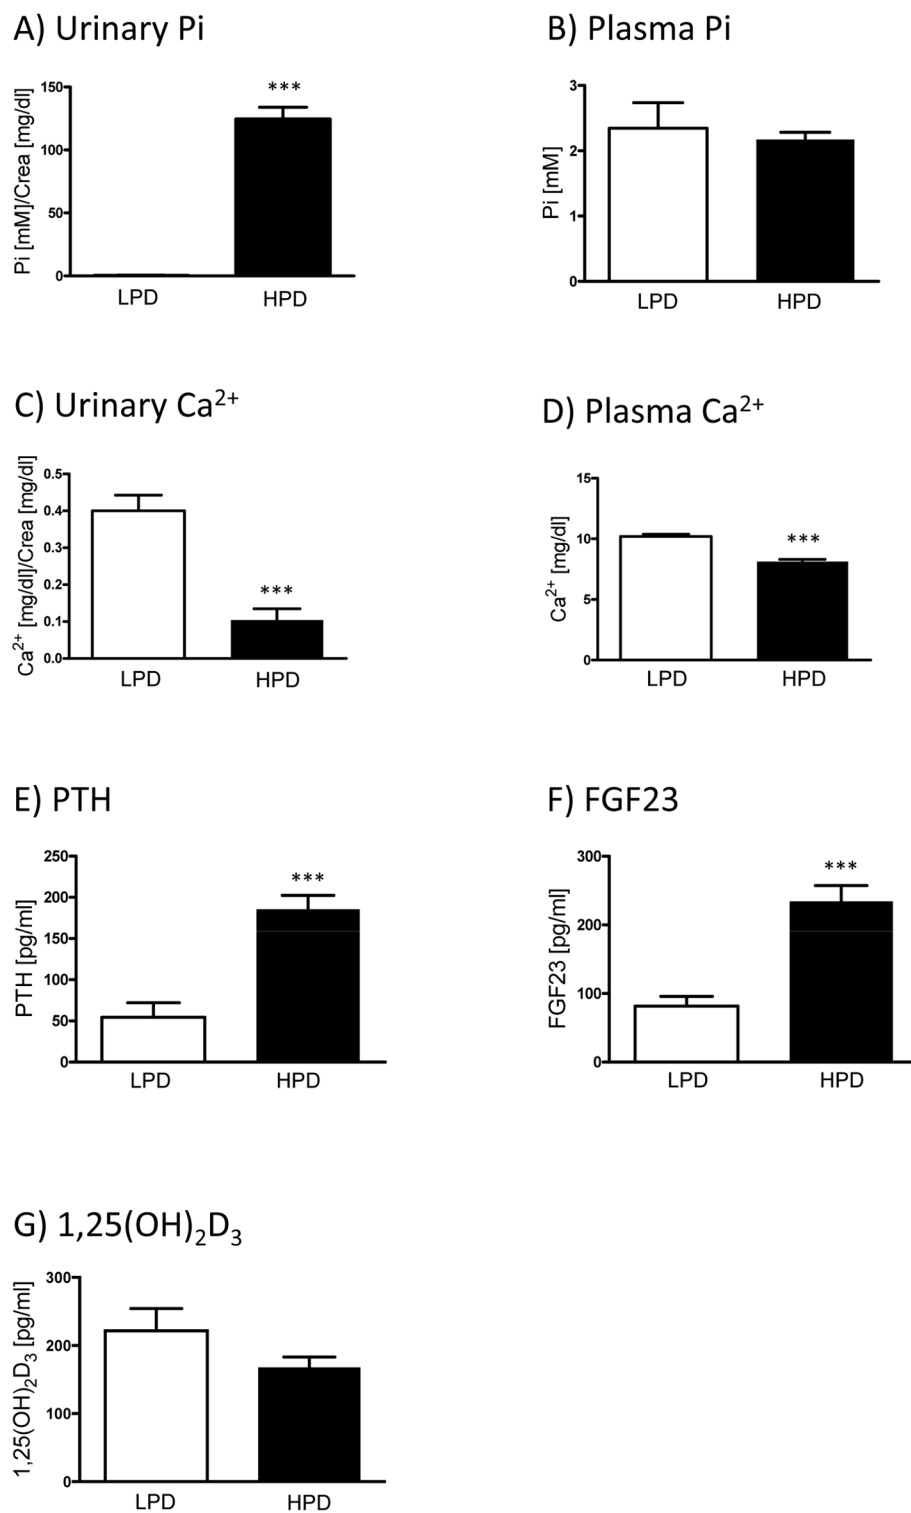 A) Urinary Pi
Pi [mM]/Crea [mg/dl]
150
100
50
0
***
LPD
HPD
B) Plasma Pi
Pi [mM]
3
2
1
0
LPD
HPD
C) Urinary Ca²⁺
Ca²⁺ [mg/dl]/Crea [mg/dl]
0.5
0.4
0.3
0.2
0.1
0.0
***
LPD
HPD
D) Plasma Ca²⁺
Ca²⁺ [mg/dl]
15
10
5
0
***
LPD
HPD
E) PTH
PTH [pg/ml]
250
200
150
100
50
0
***
LPD
HPD
F) FGF23
FGF23 [pg/ml]
300
200
100
0
***
LPD
HPD
G) 1,25(OH)₂D₃
1,25(OH)₂D₃ [pg/ml]
300
200
100
0
LPD
HPD